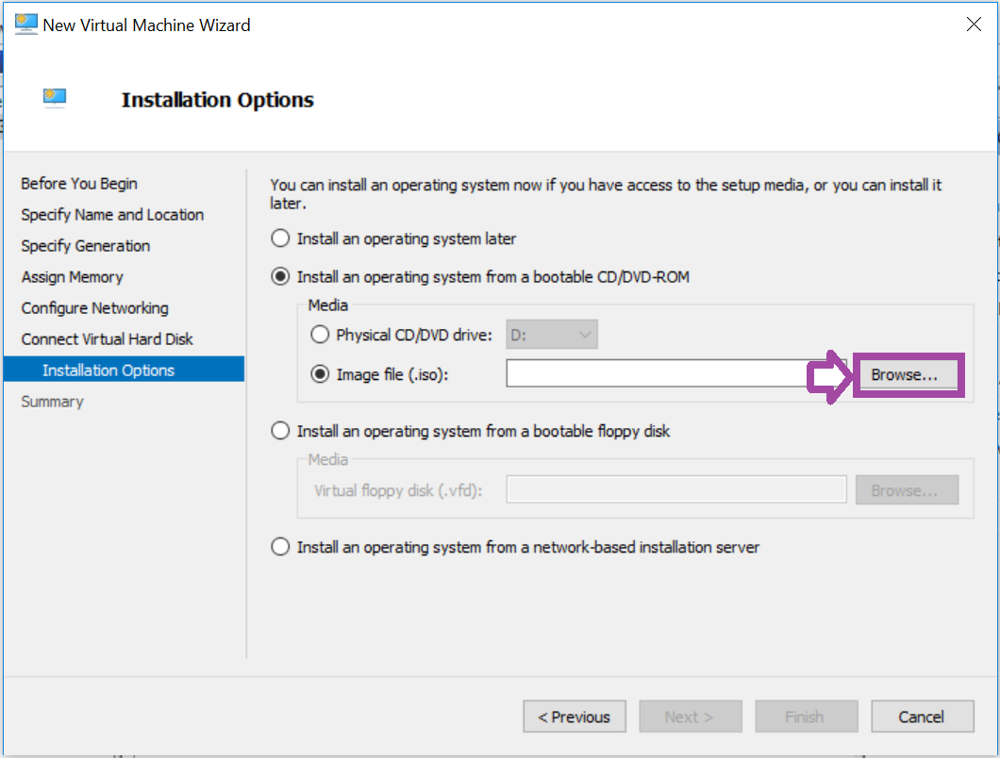 New Virtual Machine Wizard
Installation Options
Before You Begin
Specify Name and Location
Specify Generation
Assign Memory
Configure Networking
Connect Virtual Hard Disk
Installation Options
Summary
You can install an operating system now if you have access to the setup media, or you can install it
later.
Install an operating system later
Install an operating system from a bootable CD/DVD-ROM
Media
Physical CD/DVD drive: D:
Image file (.iso): Browse...
Install an operating system from a bootable floppy disk
Media
Virtual floppy disk (.vfd): Browse...
Install an operating system from a network-based installation server
< Previous Next > Finish Cancel